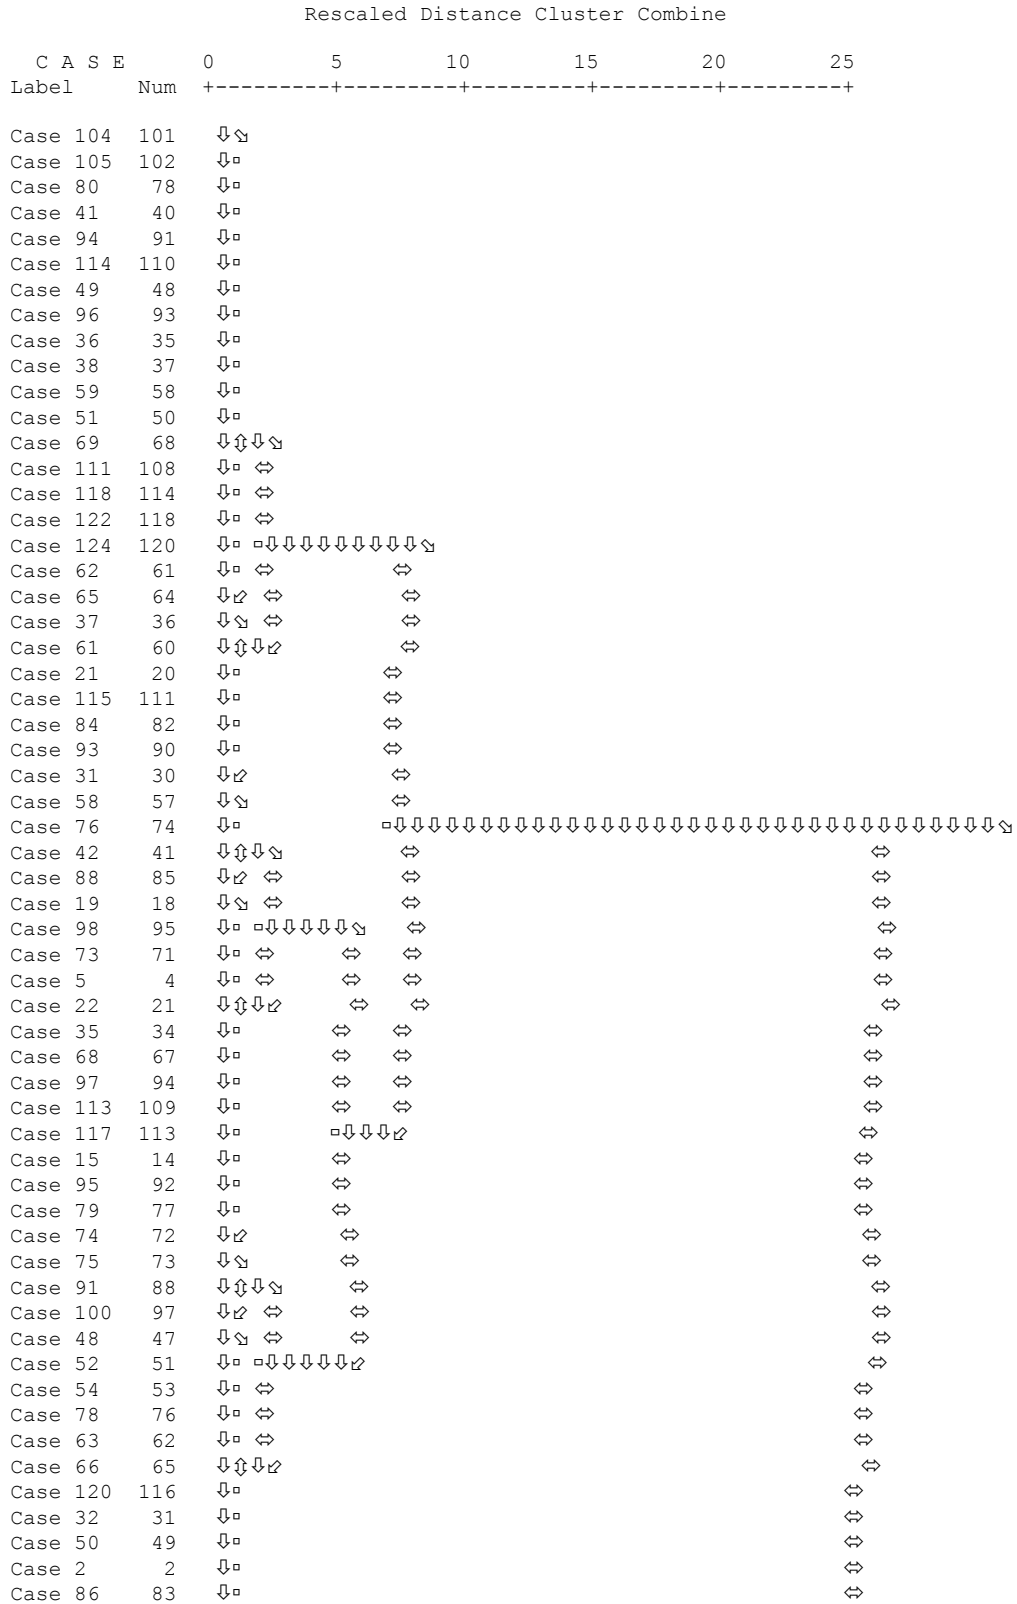 Rescaled Distance Cluster Combine
C A S E 0 5 10 15 20 25
Label Num +---------+---------+---------+---------+---------+
Case 104 101 ⇩⇘
Case 105 102 ⇩▫
Case 80 78 ⇩▫
Case 41 40 ⇩▫
Case 94 91 ⇩▫
Case 114 110 ⇩▫
Case 49 48 ⇩▫
Case 96 93 ⇩▫
Case 36 35 ⇩▫
Case 38 37 ⇩▫
Case 59 58 ⇩▫
Case 51 50 ⇩▫
Case 69 68 ⇩⇕⇩⇘
Case 111 108 ⇩▫ ⇔
Case 118 114 ⇩▫ ⇔
Case 122 118 ⇩▫ ⇔
Case 124 120 ⇩▫ ▫⇩⇩⇩⇩⇩⇩⇩⇩⇩⇘
Case 62 61 ⇩▫ ⇔ ⇔
Case 65 64 ⇩⇙ ⇔ ⇔
Case 37 36 ⇩⇘ ⇔ ⇔
Case 61 60 ⇩⇕⇩⇙ ⇔
Case 21 20 ⇩▫ ⇔
Case 115 111 ⇩▫ ⇔
Case 84 82 ⇩▫ ⇔
Case 93 90 ⇩▫ ⇔
Case 31 30 ⇩⇙ ⇔
Case 58 57 ⇩⇘ ⇔
Case 76 74 ⇩▫ ▫⇩⇩⇩⇩⇩⇩⇩⇩⇩⇩⇩⇩⇩⇩⇩⇩⇩⇩⇩⇩⇩⇩⇩⇩⇩⇩⇩⇩⇩⇩⇩⇩⇩⇩⇩⇘
Case 42 41 ⇩⇕⇩⇘ ⇔ ⇔
Case 88 85 ⇩⇙ ⇔ ⇔ ⇔
Case 19 18 ⇩⇘ ⇔ ⇔ ⇔
Case 98 95 ⇩▫ ▫⇩⇩⇩⇩⇩⇘ ⇔ ⇔
Case 73 71 ⇩▫ ⇔ ⇔ ⇔ ⇔
Case 5 4 ⇩▫ ⇔ ⇔ ⇔ ⇔
Case 22 21 ⇩⇕⇩⇙ ⇔ ⇔ ⇔
Case 35 34 ⇩▫ ⇔ ⇔ ⇔
Case 68 67 ⇩▫ ⇔ ⇔ ⇔
Case 97 94 ⇩▫ ⇔ ⇔ ⇔
Case 113 109 ⇩▫ ⇔ ⇔ ⇔
Case 117 113 ⇩▫ ▫⇩⇩⇩⇙ ⇔
Case 15 14 ⇩▫ ⇔ ⇔
Case 95 92 ⇩▫ ⇔ ⇔
Case 79 77 ⇩▫ ⇔ ⇔
Case 74 72 ⇩⇙ ⇔ ⇔
Case 75 73 ⇩⇘ ⇔ ⇔
Case 91 88 ⇩⇕⇩⇘ ⇔ ⇔
Case 100 97 ⇩⇙ ⇔ ⇔ ⇔
Case 48 47 ⇩⇘ ⇔ ⇔ ⇔
Case 52 51 ⇩▫ ▫⇩⇩⇩⇩⇩⇙ ⇔
Case 54 53 ⇩▫ ⇔ ⇔
Case 78 76 ⇩▫ ⇔ ⇔
Case 63 62 ⇩▫ ⇔ ⇔
Case 66 65 ⇩⇕⇩⇙ ⇔
Case 120 116 ⇩▫ ⇔
Case 32 31 ⇩▫ ⇔
Case 50 49 ⇩▫ ⇔
Case 2 2 ⇩▫ ⇔
Case 86 83 ⇩▫ ⇔